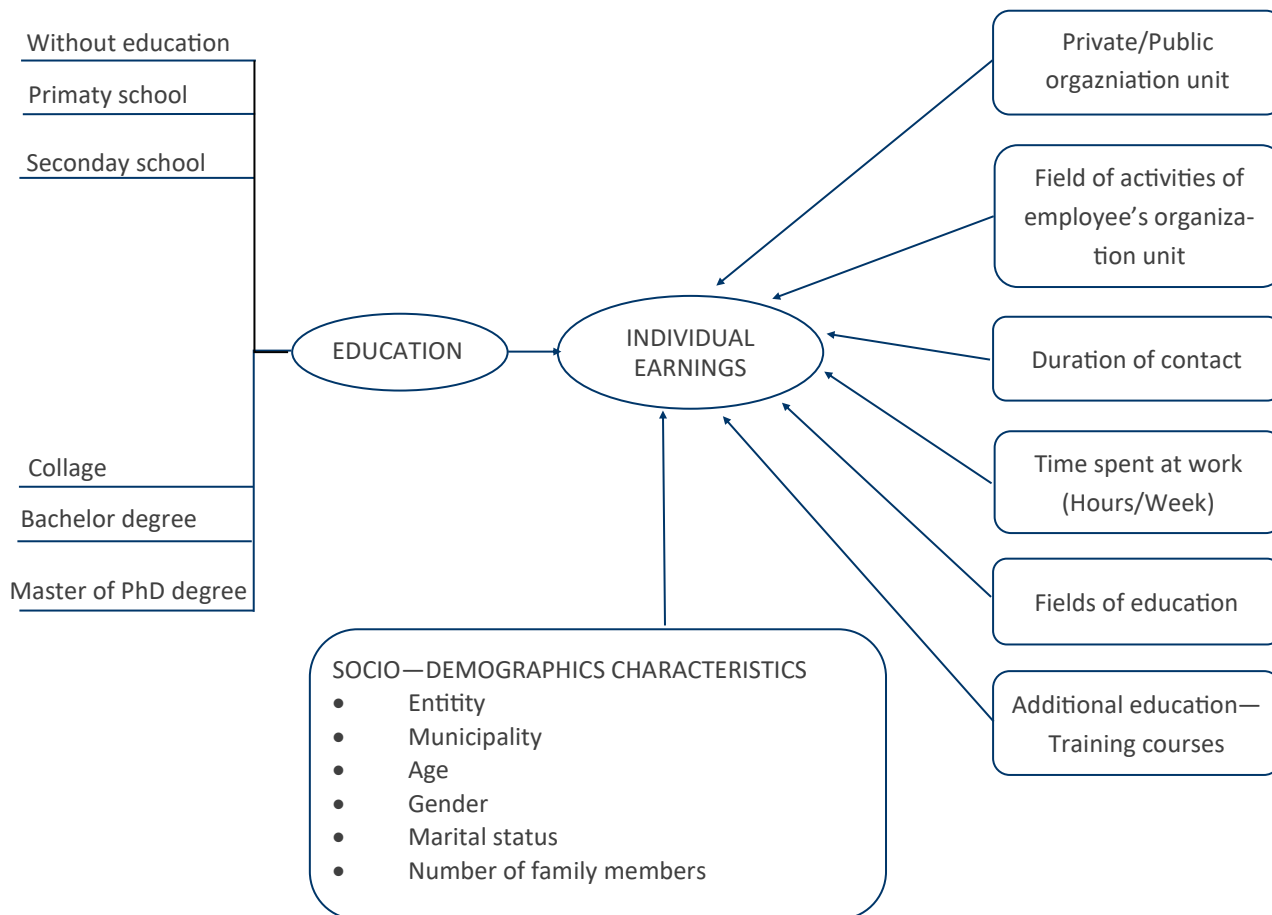 Without education
Primaty school
Seconday school
Collage
Bachelor degree
Master of PhD degree
EDUCATION
INDIVIDUAL
EARNINGS
SOCIO—DEMOGRAPHICS CHARACTERISTICS
• Entitity
• Municipality
• Age
• Gender
• Marital status
• Number of family members
Private/Public
orgazniation unit
Field of activities of
employee’s organiza-
tion unit
Duration of contact
Time spent at work
(Hours/Week)
Fields of education
Additional education—
Training courses